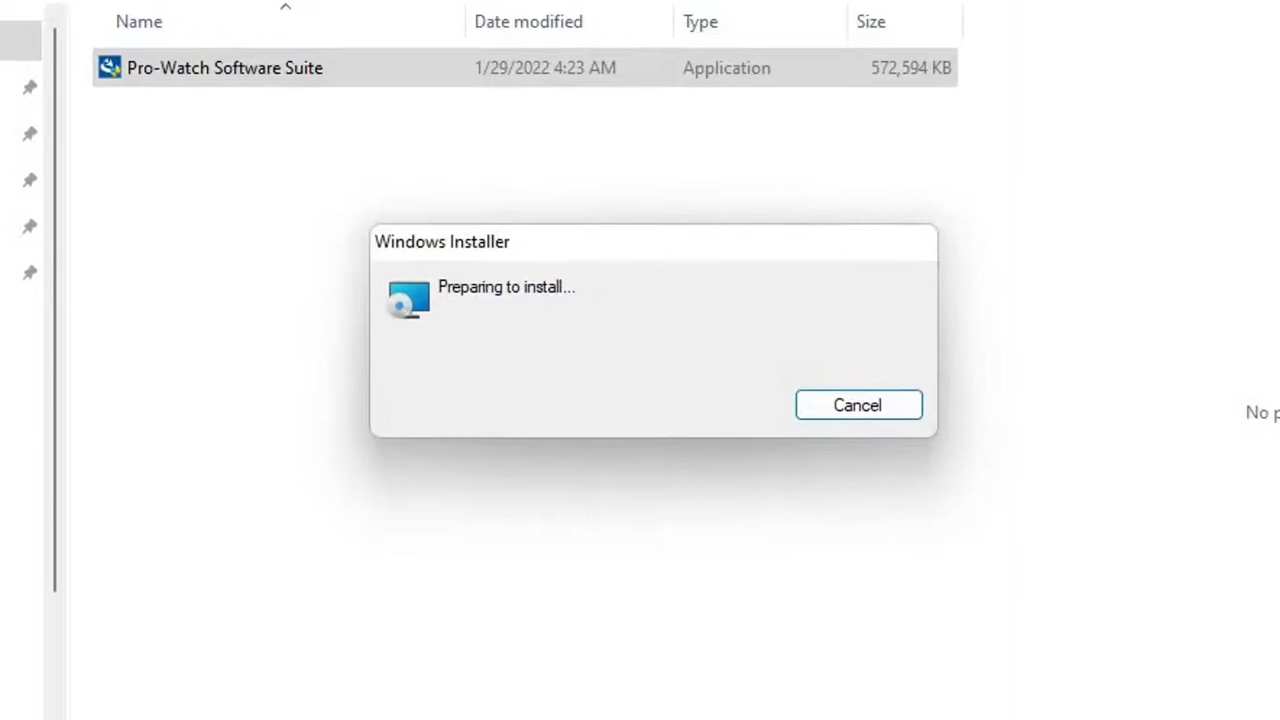 Name Date modified Type Size
Pro-Watch Software Suite 1/29/2022 4:23 AM Application 572,594 KB
Windows Installer
Preparing to install...
Cancel
No p